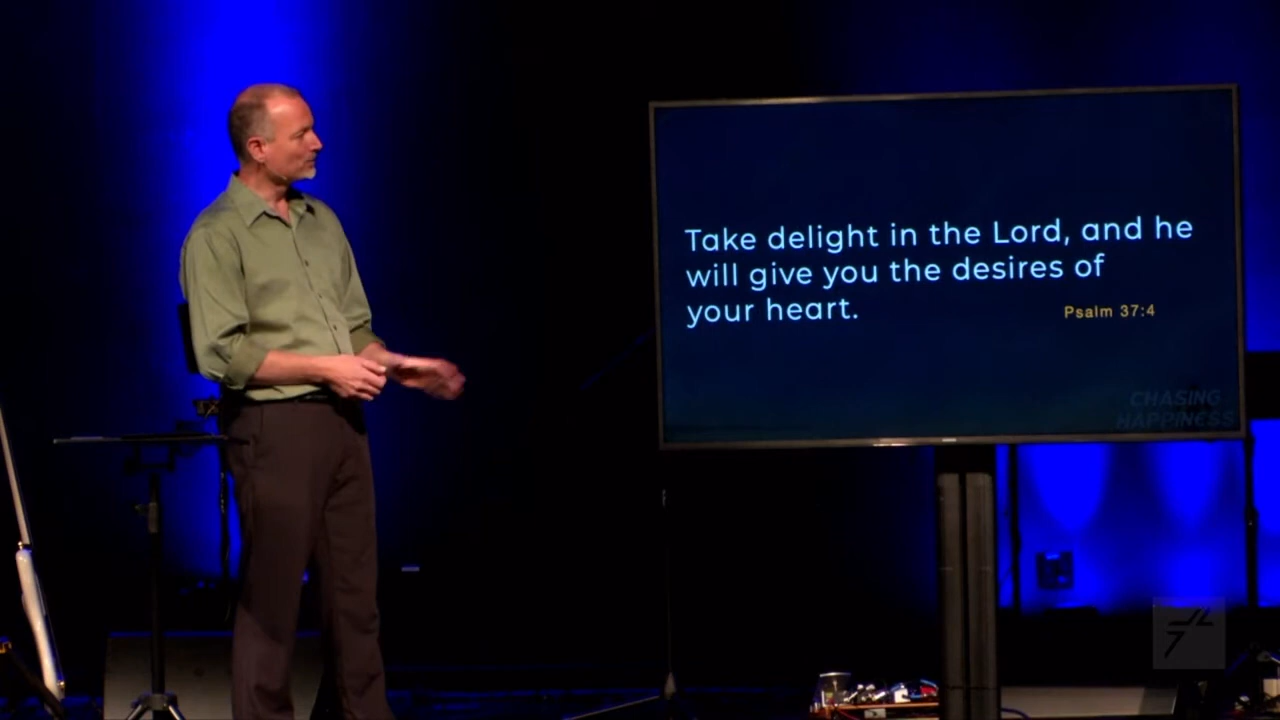 Take delight in the Lord, and he
will give you the desires of
your heart.
Psalm 37:4
CHASING
HAPPINESS